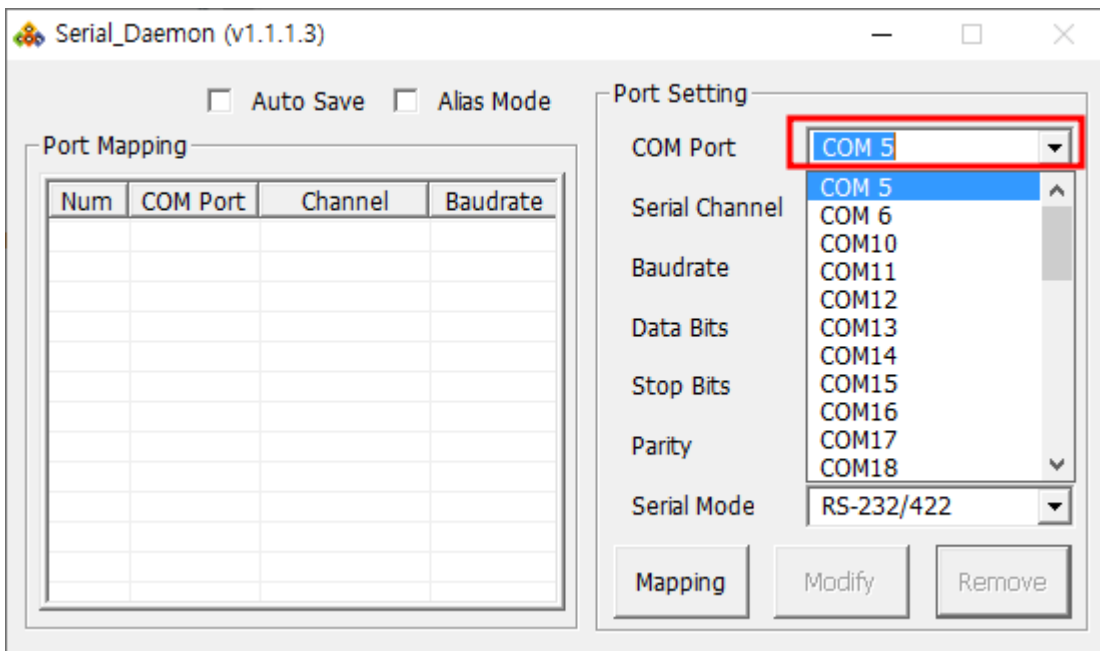 Serial_Daemon (v1.1.1.3)
Auto Save Alias Mode
Port Mapping
Num COM Port Channel Baudrate
Port Setting
COM Port COM 5
COM 5
COM 6
COM10
COM11
COM12
COM13
COM14
COM15
COM16
COM17
COM18
Serial Channel
Baudrate
Data Bits
Stop Bits
Parity
Serial Mode RS-232/422
Mapping Modify Remove